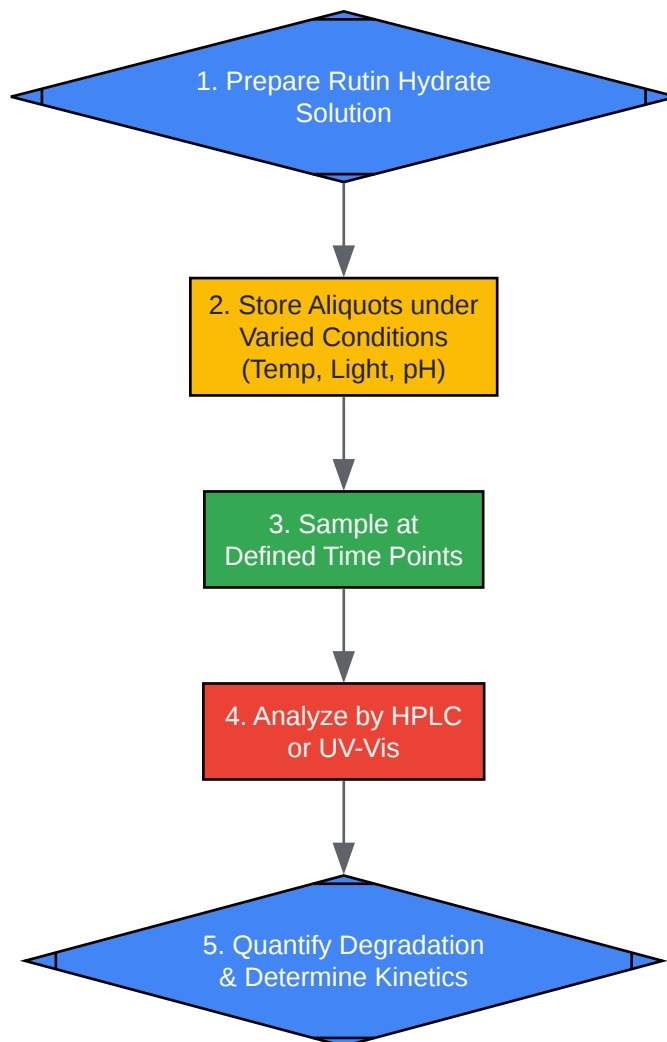 1. Prepare Rutin Hydrate
Solution
2. Store Aliquots under
Varied Conditions
(Temp, Light, pH)
3. Sample at
Defined Time Points
4. Analyze by HPLC
or UV-Vis
5. Quantify Degradation
& Determine Kinetics